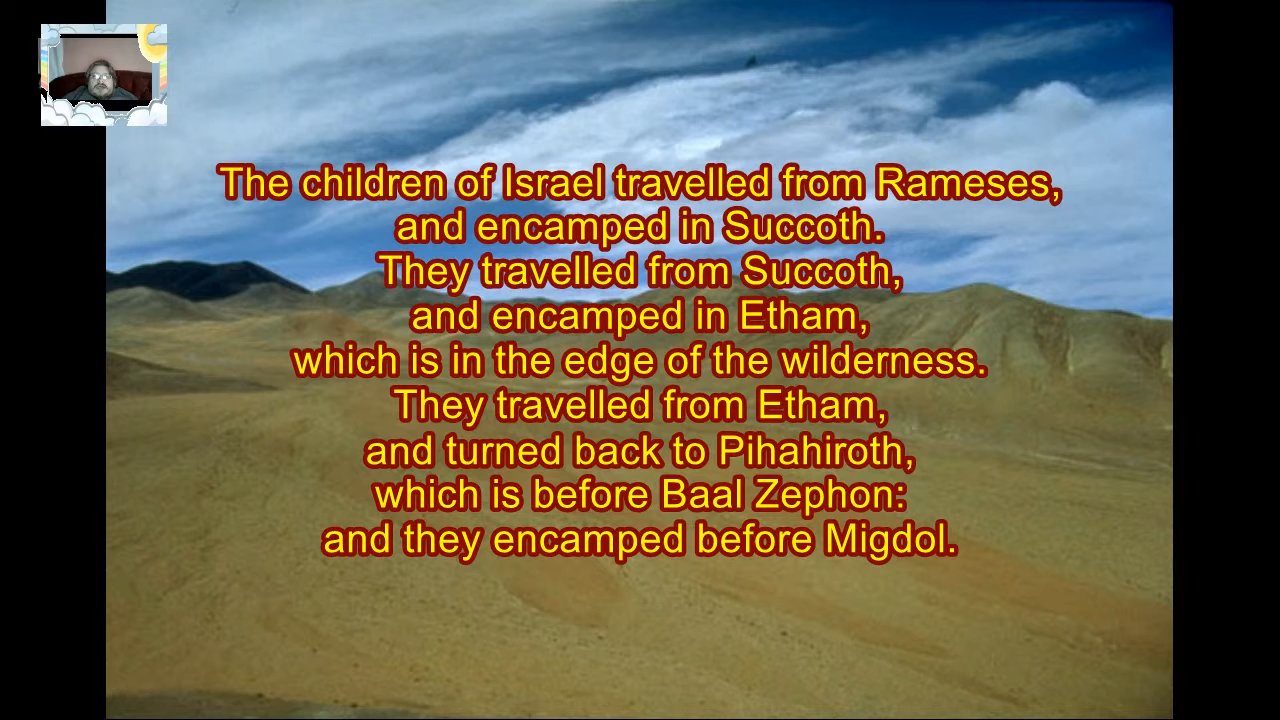 The children of Israel travelled from Rameses,
and encamped in Succoth.
They travelled from Succoth,
and encamped in Etham,
which is in the edge of the wilderness.
They travelled from Etham,
and turned back to Pihahiroth,
which is before Baal Zephon:
and they encamped before Migdol.